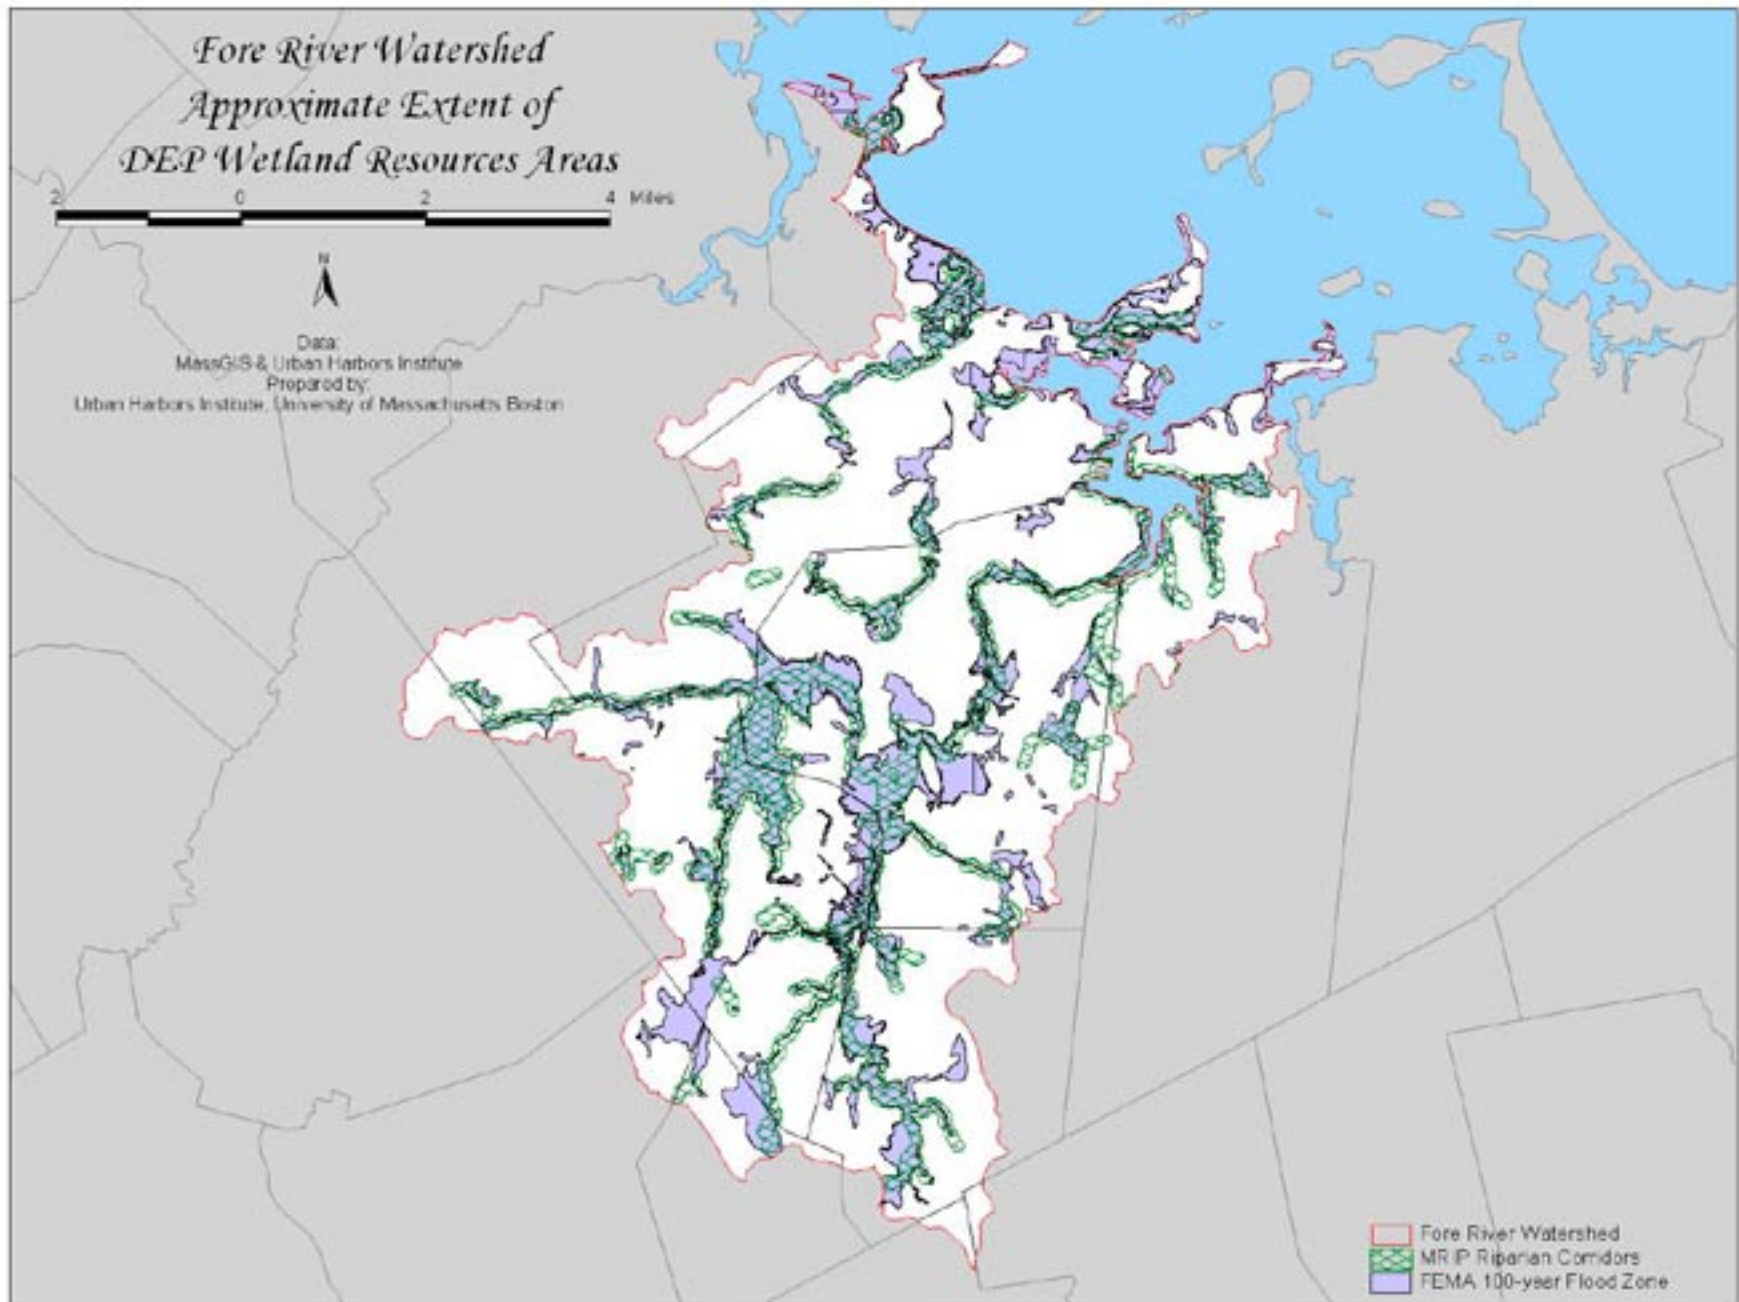 Fore River Watershed
Approximate Extent of
DEP Wetland Resources Areas
2 0 2 4 Miles
N
Data:
MassGIS & Urban Harbors Institute
Prepared by:
Urban Harbors Institute, University of Massachusetts Boston
Fore River Watershed
MRIP Riparian Corridors
FEMA 100-year Flood Zone